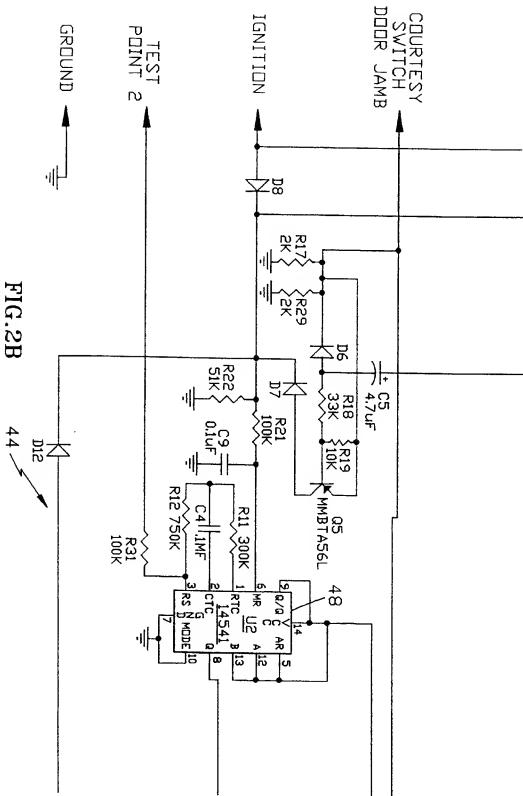 COURTESY
SWITCH
DOOR JAMB
IGNITION
TEST
POINT 2
GROUND
D8
R17
2K
R29
2K
D6
C5
4.7uF
+
R18
33K
R19
10K
Q5
MMBTA56L
D7
R22
51K
R21
100K
C9
0.1uF
D12
R12 750K
C4
.1MF
R11 300K
R31
100K
48
9
Q/Q
14
V
C
C
5
AR
12
A
13
B
8
Q
6
MR
1
RTC
2
CTC
3
RS
U2
14541
G
N
D
7
MODE
10
44
FIG.2B